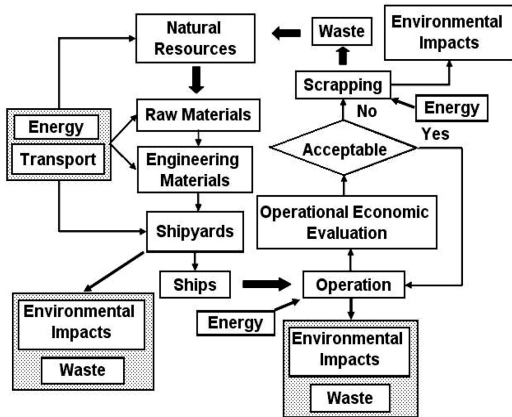 Natural
Resources
Waste
Environmental
Impacts
Scrapping
Energy
No
Yes
Energy
Transport
Raw Materials
Engineering
Materials
Acceptable
Shipyards
Operational Economic
Evaluation
Ships
Operation
Energy
Environmental
Impacts
Waste
Environmental
Impacts
Waste